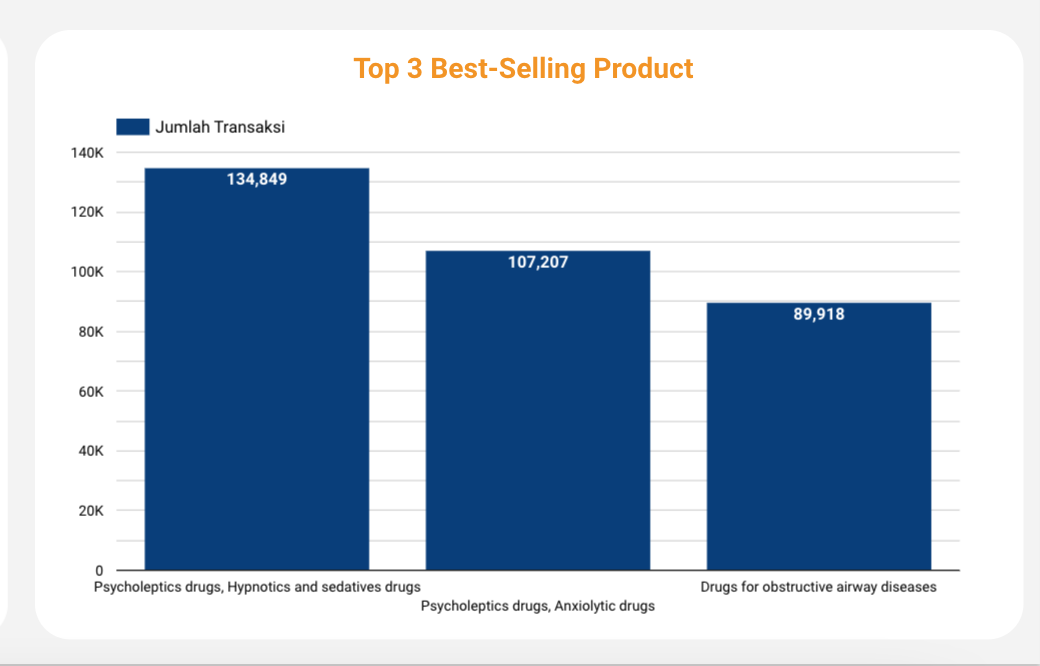 Top 3 Best-Selling Product
Jumlah Transaksi
140K
120K
100K
80K
60K
40K
20K
0
134,849
107,207
89,918
Psycholeptics drugs, Hypnotics and sedatives drugs
Psycholeptics drugs, Anxiolytic drugs
Drugs for obstructive airway diseases